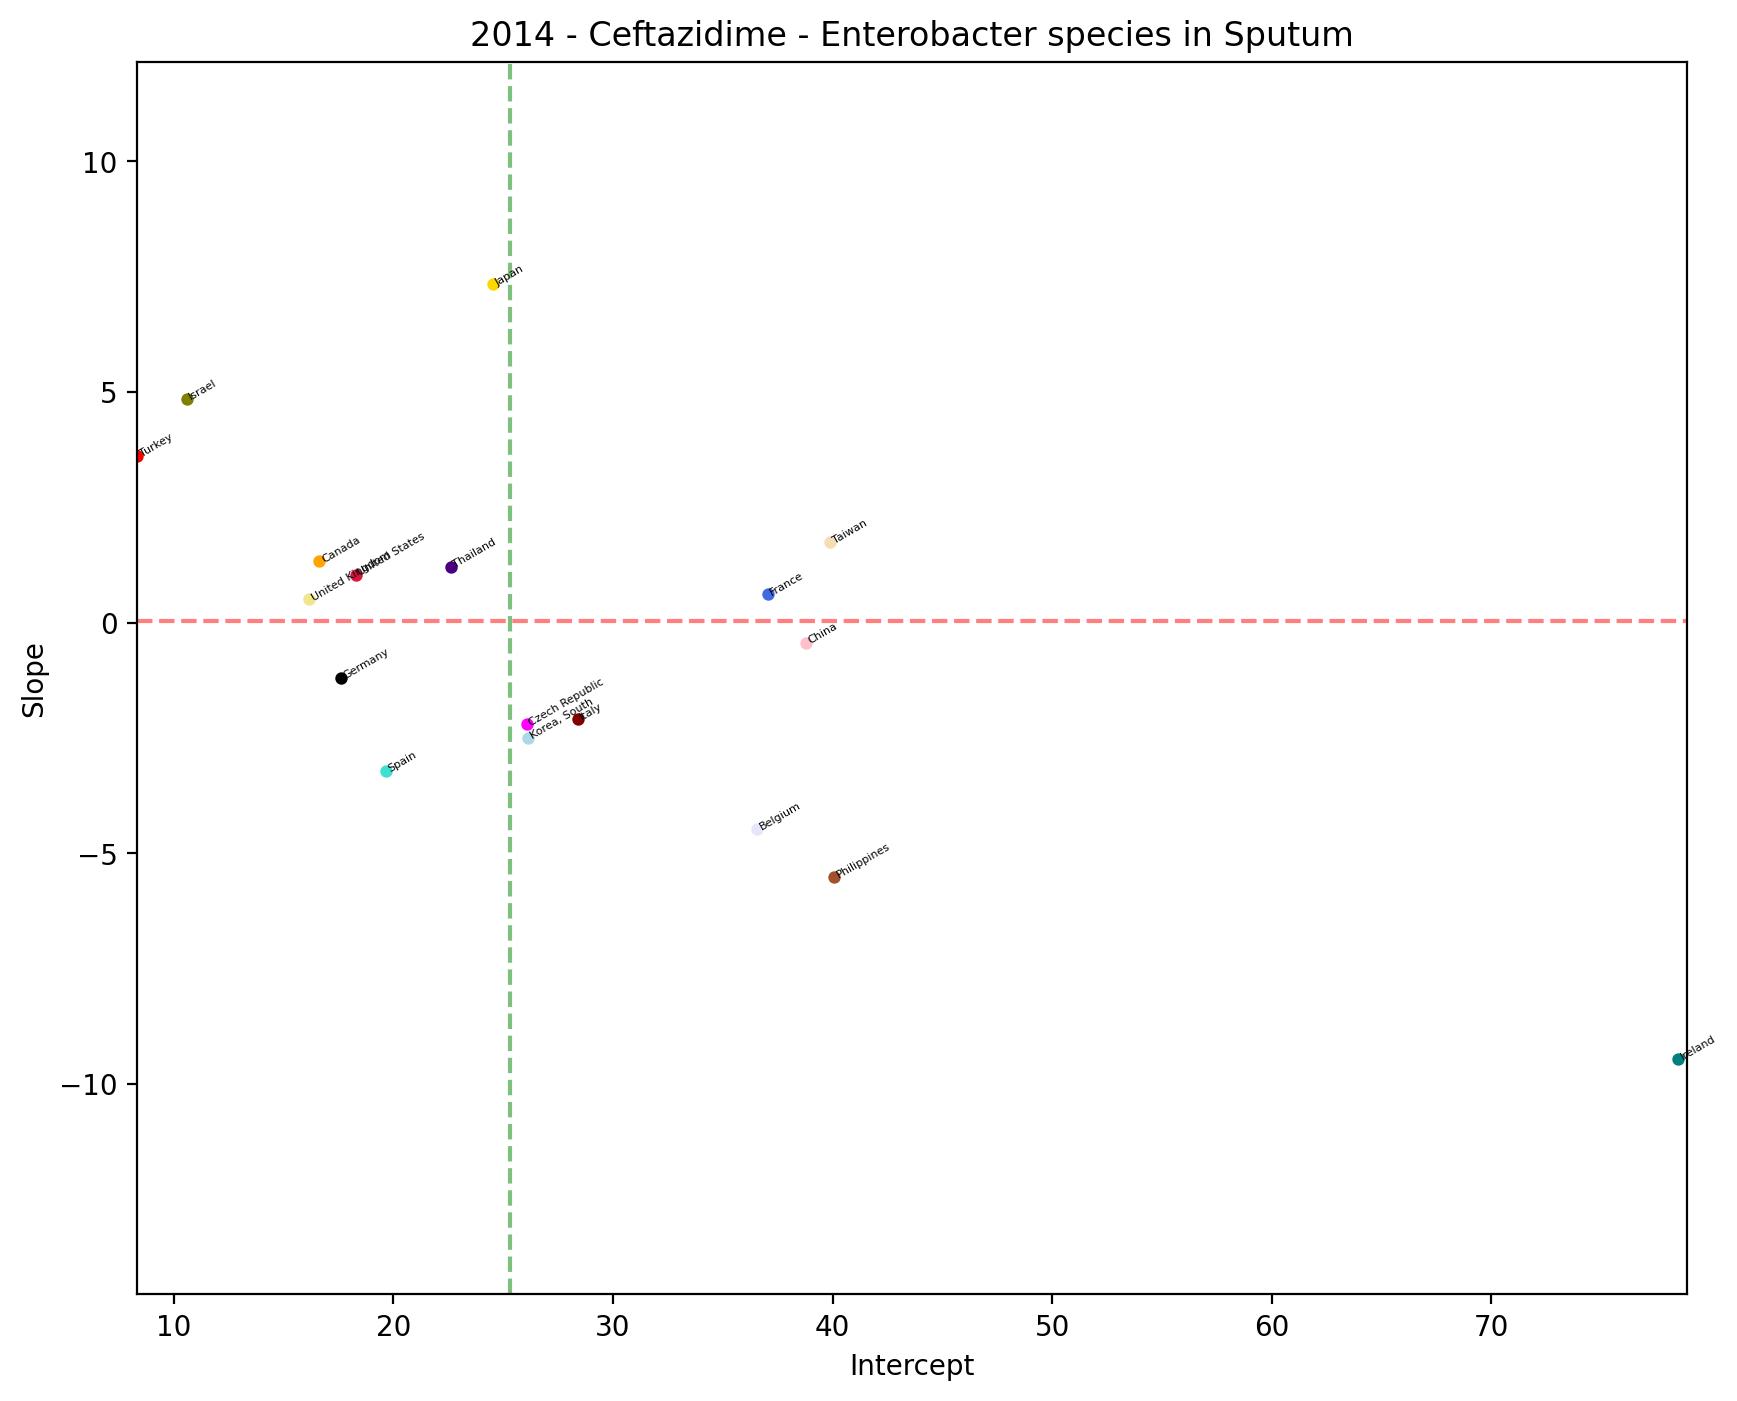 2014 - Ceftazidime - Enterobacter species in Sputum
10
5
0
−5
−10
Slope
Japan
Israel
Turkey
Canada
United States
United Kingdom
Thailand
Taiwan
France
China
Germany
Czech Republic
Korea, South
Italy
Spain
Belgium
Philippines
Ireland
10
20
30
40
50
60
70
Intercept